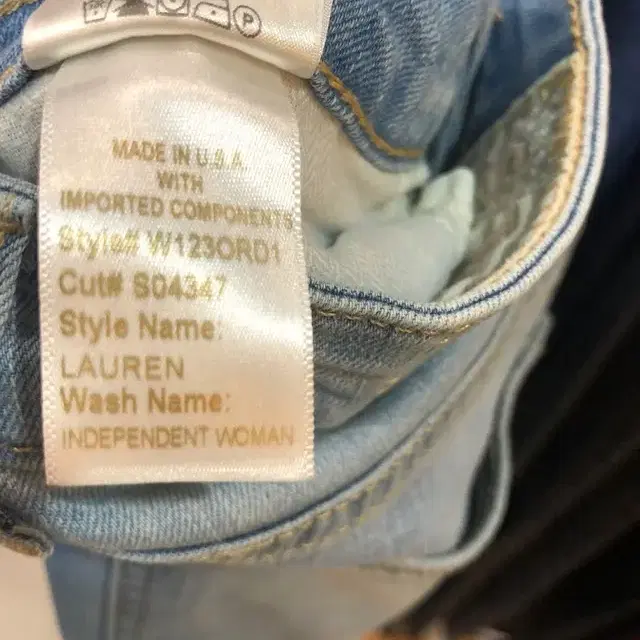 MADE IN U.S.A.
WITH
IMPORTED COMPONENTS
Style# W123ORD1
Cut# S04347
Style Name:
LAUREN
Wash Name:
INDEPENDENT WOMAN